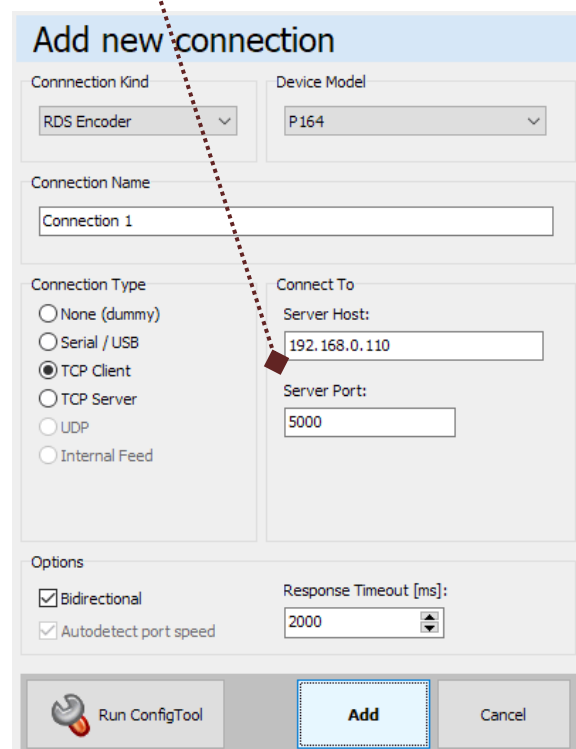 Add new connection
Connnection Kind
RDS Encoder
Device Model
P164
Connection Name
Connection 1
Connection Type
None (dummy)
Serial / USB
TCP Client
TCP Server
UDP
Internal Feed
Connect To
Server Host:
192.168.0.110
Server Port:
5000
Options
Bidirectional
Autodetect port speed
Response Timeout [ms]:
2000
Run ConfigTool
Add
Cancel